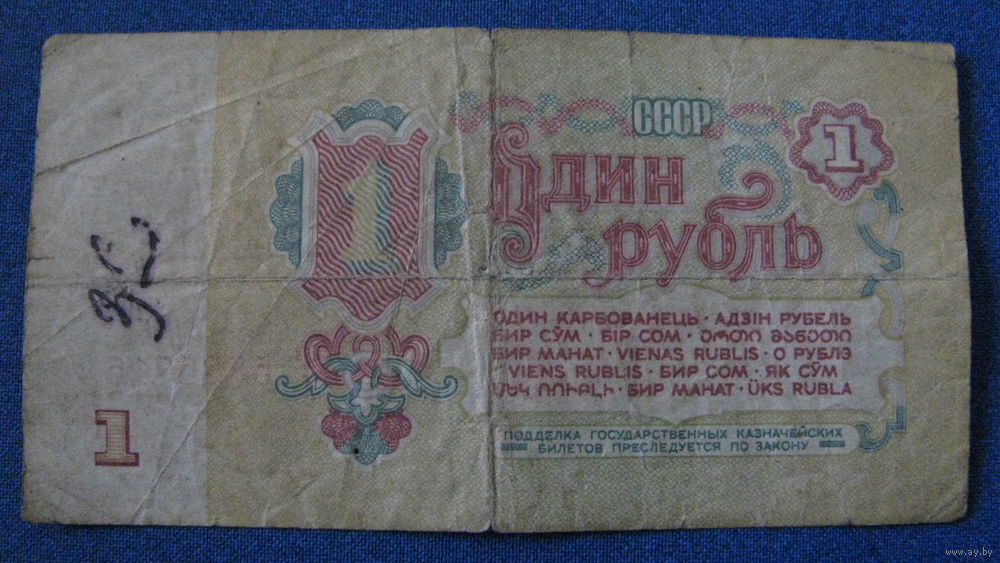 СССР
1
1
Один
рубль
ОДИН КАРБОВАНЕЦЬ · АДЗІН РУБЕЛЬ
БИР СЎМ · БІР СОМ · ᲔᲠᲗᲘ ᲛᲐᲜᲔᲗᲘ
БИР МАНАТ · VIENAS RUBLIS · О РУБЛЭ
VIENS RUBLIS · БИР СОМ · ЯК СЎМ
ՄԵԿ ՌՈՒԲԼԻ · БИР МАНАТ · ÜKS RUBLA
ПОДДЕЛКА ГОСУДАРСТВЕННЫХ КАЗНАЧЕЙСКИХ
БИЛЕТОВ ПРЕСЛЕДУЕТСЯ ПО ЗАКОНУ
1
www.ay.by